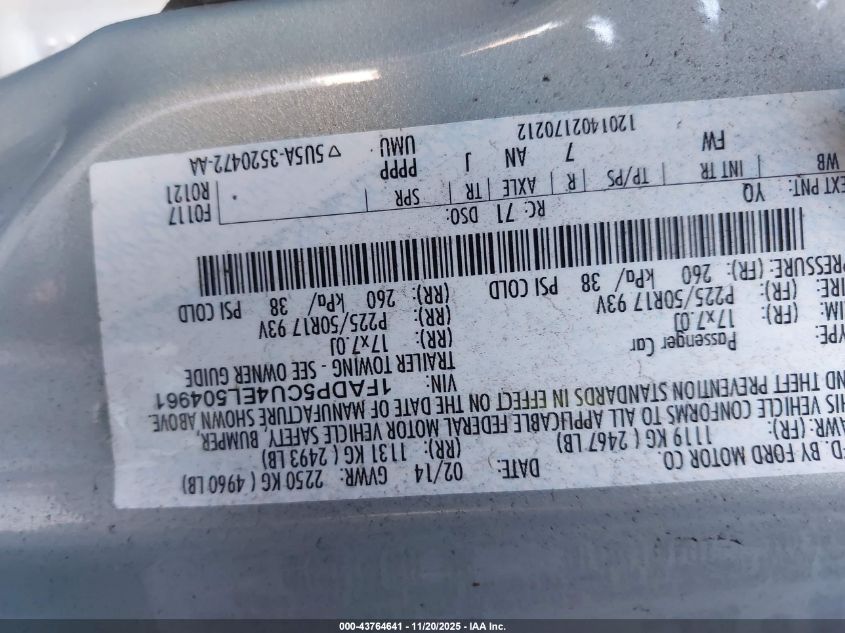 FD. BY FORD MOTOR CO
DATE: 02/14 GVWR: 2250 KG ( 4960 LB)
AWR: (FR): 1119 KG ( 2467 LB) (RR): 1131 KG ( 2493 LB)
HIS VEHICLE CONFORMS TO ALL APPLICABLE FEDERAL MOTOR VEHICLE SAFETY, BUMPER,
ND THEFT PREVENTION STANDARDS IN EFFECT ON THE DATE OF MANUFACTURE SHOWN ABOVE.
VIN: 1FADP5CU4EL504961
YPE: Passenger Car TRAILER TOWING - SEE OWNER GUIDE
IM: (FR): 17x7.0J (RR): 17x7.0J
IRE: (FR): P225/50R17 93V (RR): P225/50R17 93V
PRESSURE: (FR): 260 kPa/ 38 PSI COLD (RR): 260 kPa/ 38 PSI COLD
EXT PNT: YQ RC: 71 DSO: F0117
R0121
WB INT TR TP/PS R AXLE TR SPR
FW 7 AN J PPPP
UMU
1201402170212 ▽5U5A-3520472-AA
000-43764641 - 11/20/2025 - IAA Inc.